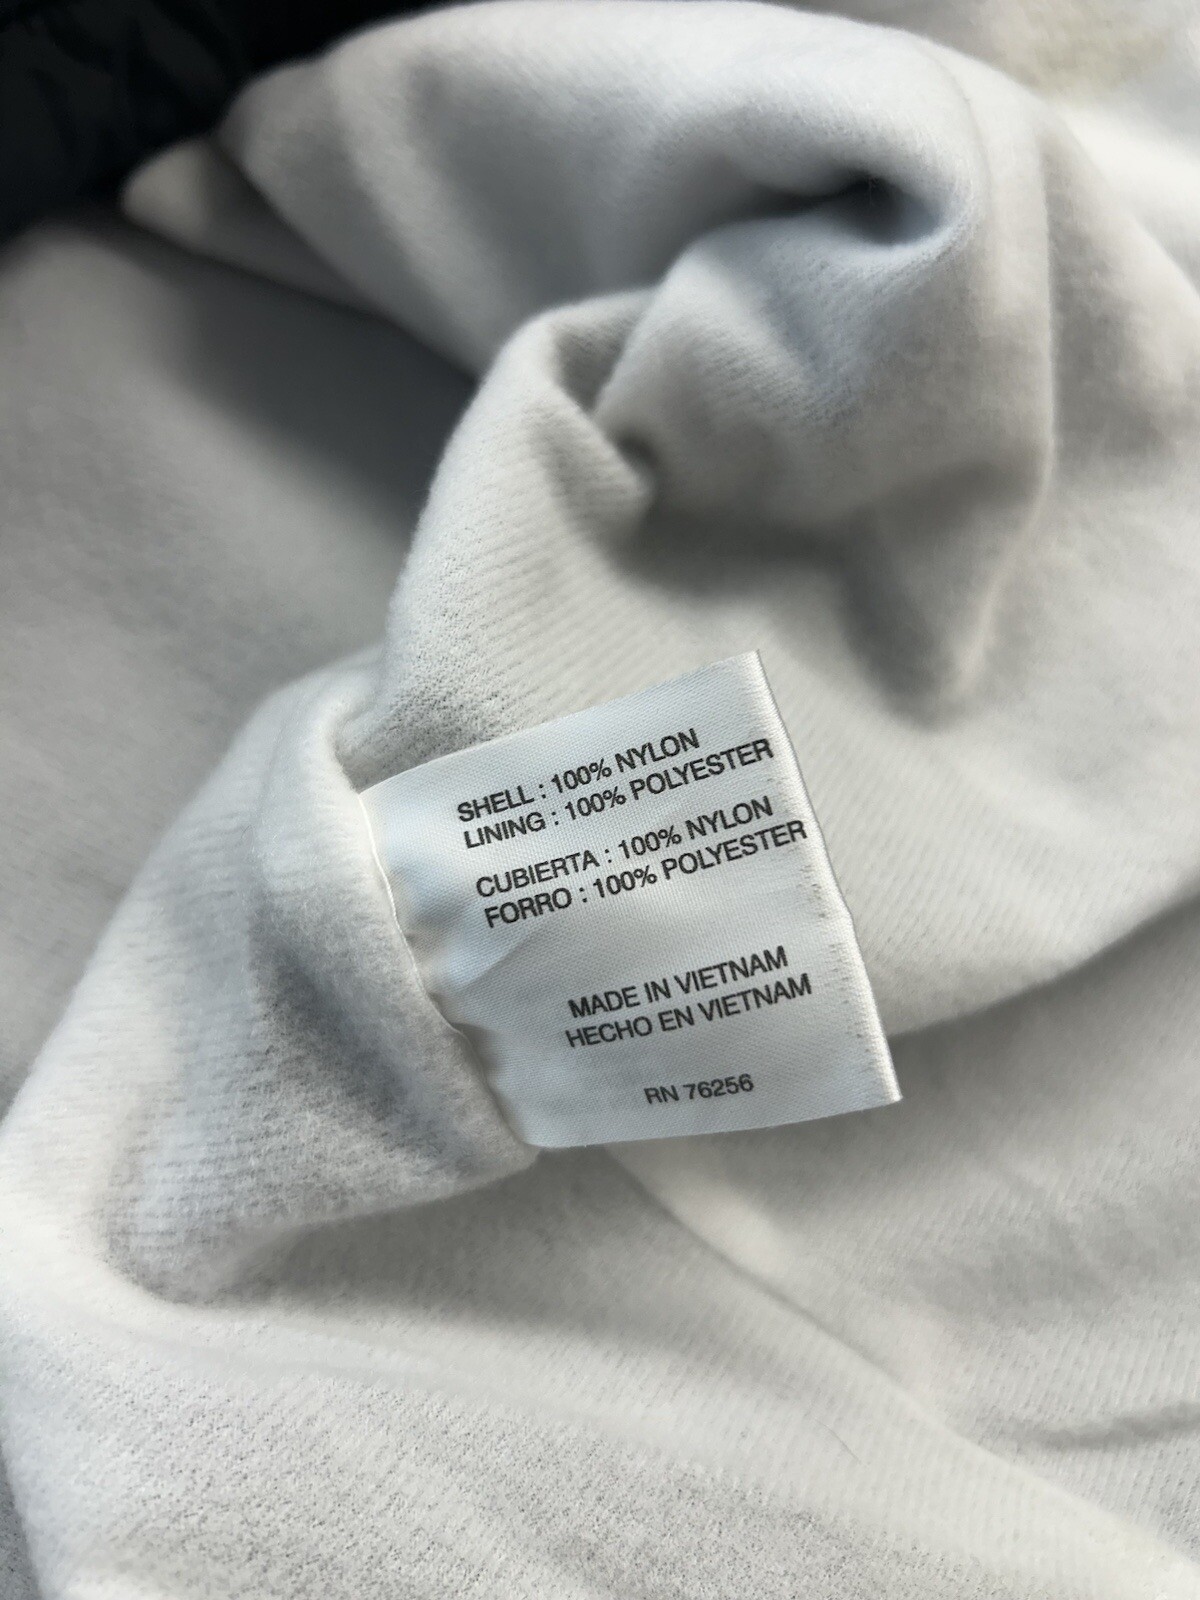 SHELL : 100% NYLON
LINING : 100% POLYESTER
CUBIERTA : 100% NYLON
FORRO : 100% POLYESTER
MADE IN VIETNAM
HECHO EN VIETNAM
RN 76256